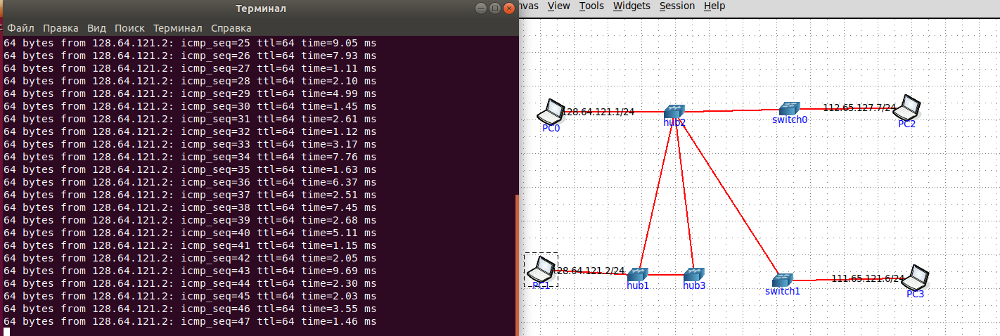 Терминал
Файл Правка Вид Поиск Терминал Справка
64 bytes from 128.64.121.2: icmp_seq=25 ttl=64 time=9.05 ms
64 bytes from 128.64.121.2: icmp_seq=26 ttl=64 time=7.93 ms
64 bytes from 128.64.121.2: icmp_seq=27 ttl=64 time=1.11 ms
64 bytes from 128.64.121.2: icmp_seq=28 ttl=64 time=2.10 ms
64 bytes from 128.64.121.2: icmp_seq=29 ttl=64 time=4.99 ms
64 bytes from 128.64.121.2: icmp_seq=30 ttl=64 time=1.45 ms
64 bytes from 128.64.121.2: icmp_seq=31 ttl=64 time=2.61 ms
64 bytes from 128.64.121.2: icmp_seq=32 ttl=64 time=1.12 ms
64 bytes from 128.64.121.2: icmp_seq=33 ttl=64 time=3.17 ms
64 bytes from 128.64.121.2: icmp_seq=34 ttl=64 time=7.76 ms
64 bytes from 128.64.121.2: icmp_seq=35 ttl=64 time=1.63 ms
64 bytes from 128.64.121.2: icmp_seq=36 ttl=64 time=6.37 ms
64 bytes from 128.64.121.2: icmp_seq=37 ttl=64 time=2.51 ms
64 bytes from 128.64.121.2: icmp_seq=38 ttl=64 time=7.45 ms
64 bytes from 128.64.121.2: icmp_seq=39 ttl=64 time=2.68 ms
64 bytes from 128.64.121.2: icmp_seq=40 ttl=64 time=5.11 ms
64 bytes from 128.64.121.2: icmp_seq=41 ttl=64 time=1.15 ms
64 bytes from 128.64.121.2: icmp_seq=42 ttl=64 time=2.05 ms
64 bytes from 128.64.121.2: icmp_seq=43 ttl=64 time=9.69 ms
64 bytes from 128.64.121.2: icmp_seq=44 ttl=64 time=2.30 ms
64 bytes from 128.64.121.2: icmp_seq=45 ttl=64 time=2.03 ms
64 bytes from 128.64.121.2: icmp_seq=46 ttl=64 time=3.55 ms
64 bytes from 128.64.121.2: icmp_seq=47 ttl=64 time=1.46 ms
nvas View Tools Widgets Session Help
128.64.121.1/24
112.65.127.7/24
PC0
hub2
switch0
PC2
28.64.121.2/24
111.65.121.6/24
PC1
hub1
hub3
switch1
PC3